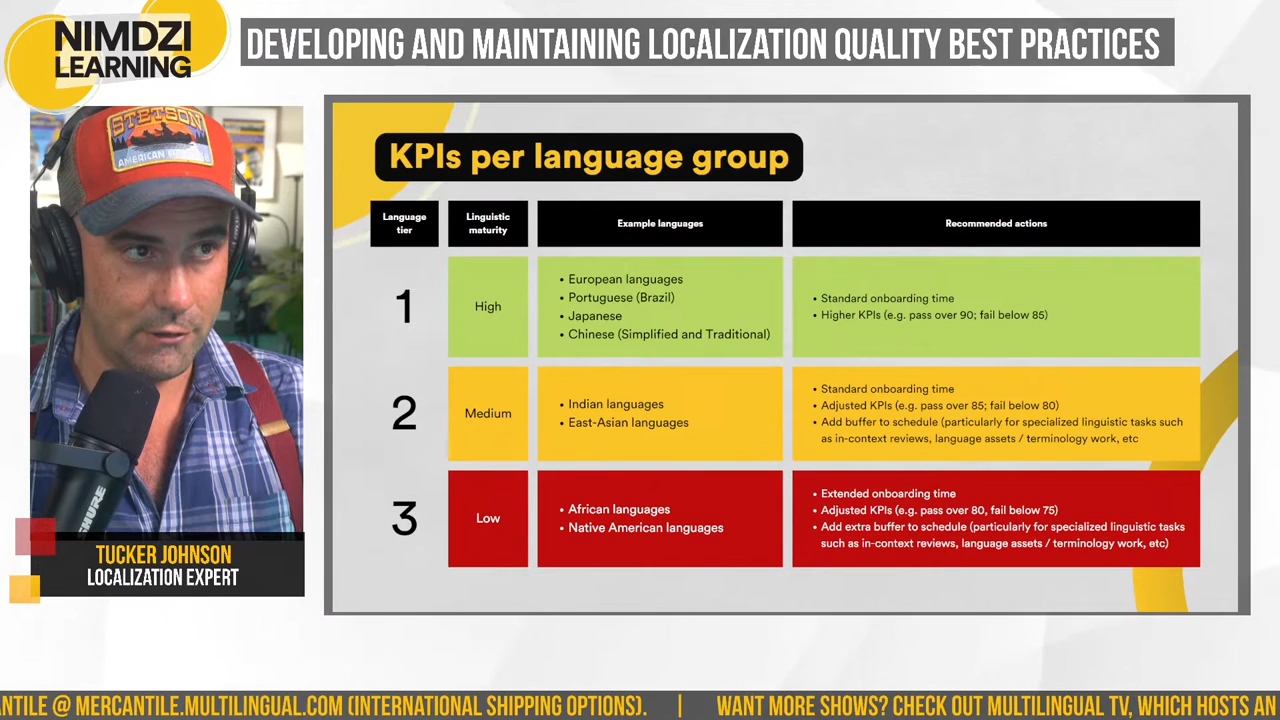 NIMDZI
LEARNING
DEVELOPING AND MAINTAINING LOCALIZATION QUALITY BEST PRACTICES
STETSON
AMERICAN
SHURE
TUCKER JOHNSON
LOCALIZATION EXPERT
KPIs per language group
Language tier
Linguistic maturity
Example languages
Recommended actions
1
High
• European languages
• Portuguese (Brazil)
• Japanese
• Chinese (Simplified and Traditional)
• Standard onboarding time
• Higher KPIs (e.g. pass over 90; fail below 85)
2
Medium
• Indian languages
• East-Asian languages
• Standard onboarding time
• Adjusted KPIs (e.g. pass over 85; fail below 80)
• Add buffer to schedule (particularly for specialized linguistic tasks such
as in-context reviews, language assets / terminology work, etc
3
Low
• African languages
• Native American languages
• Extended onboarding time
• Adjusted KPIs (e.g. pass over 80, fail below 75)
• Add extra buffer to schedule (particularly for specialized linguistic tasks
such as in-context reviews, language assets / terminology work, etc)
ANTILE @ MERCANTILE.MULTILINGUAL.COM (INTERNATIONAL SHIPPING OPTIONS). | WANT MORE SHOWS? CHECK OUT MULTILINGUAL TV, WHICH HOSTS AN